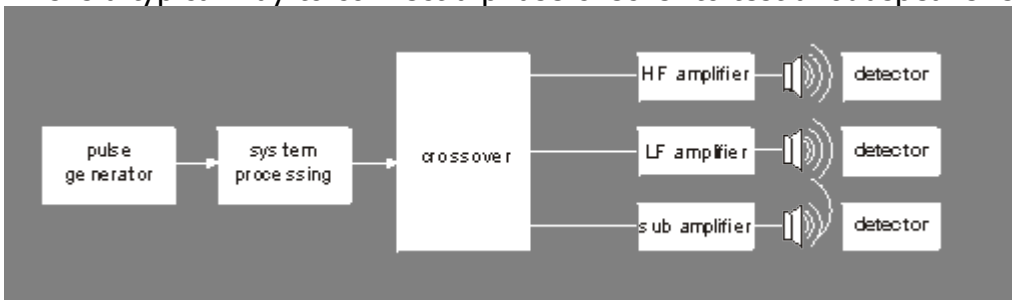 pulse
generator
system
processing
crossover
HF amplifier
detector
LF amplifier
detector
sub amplifier
detector